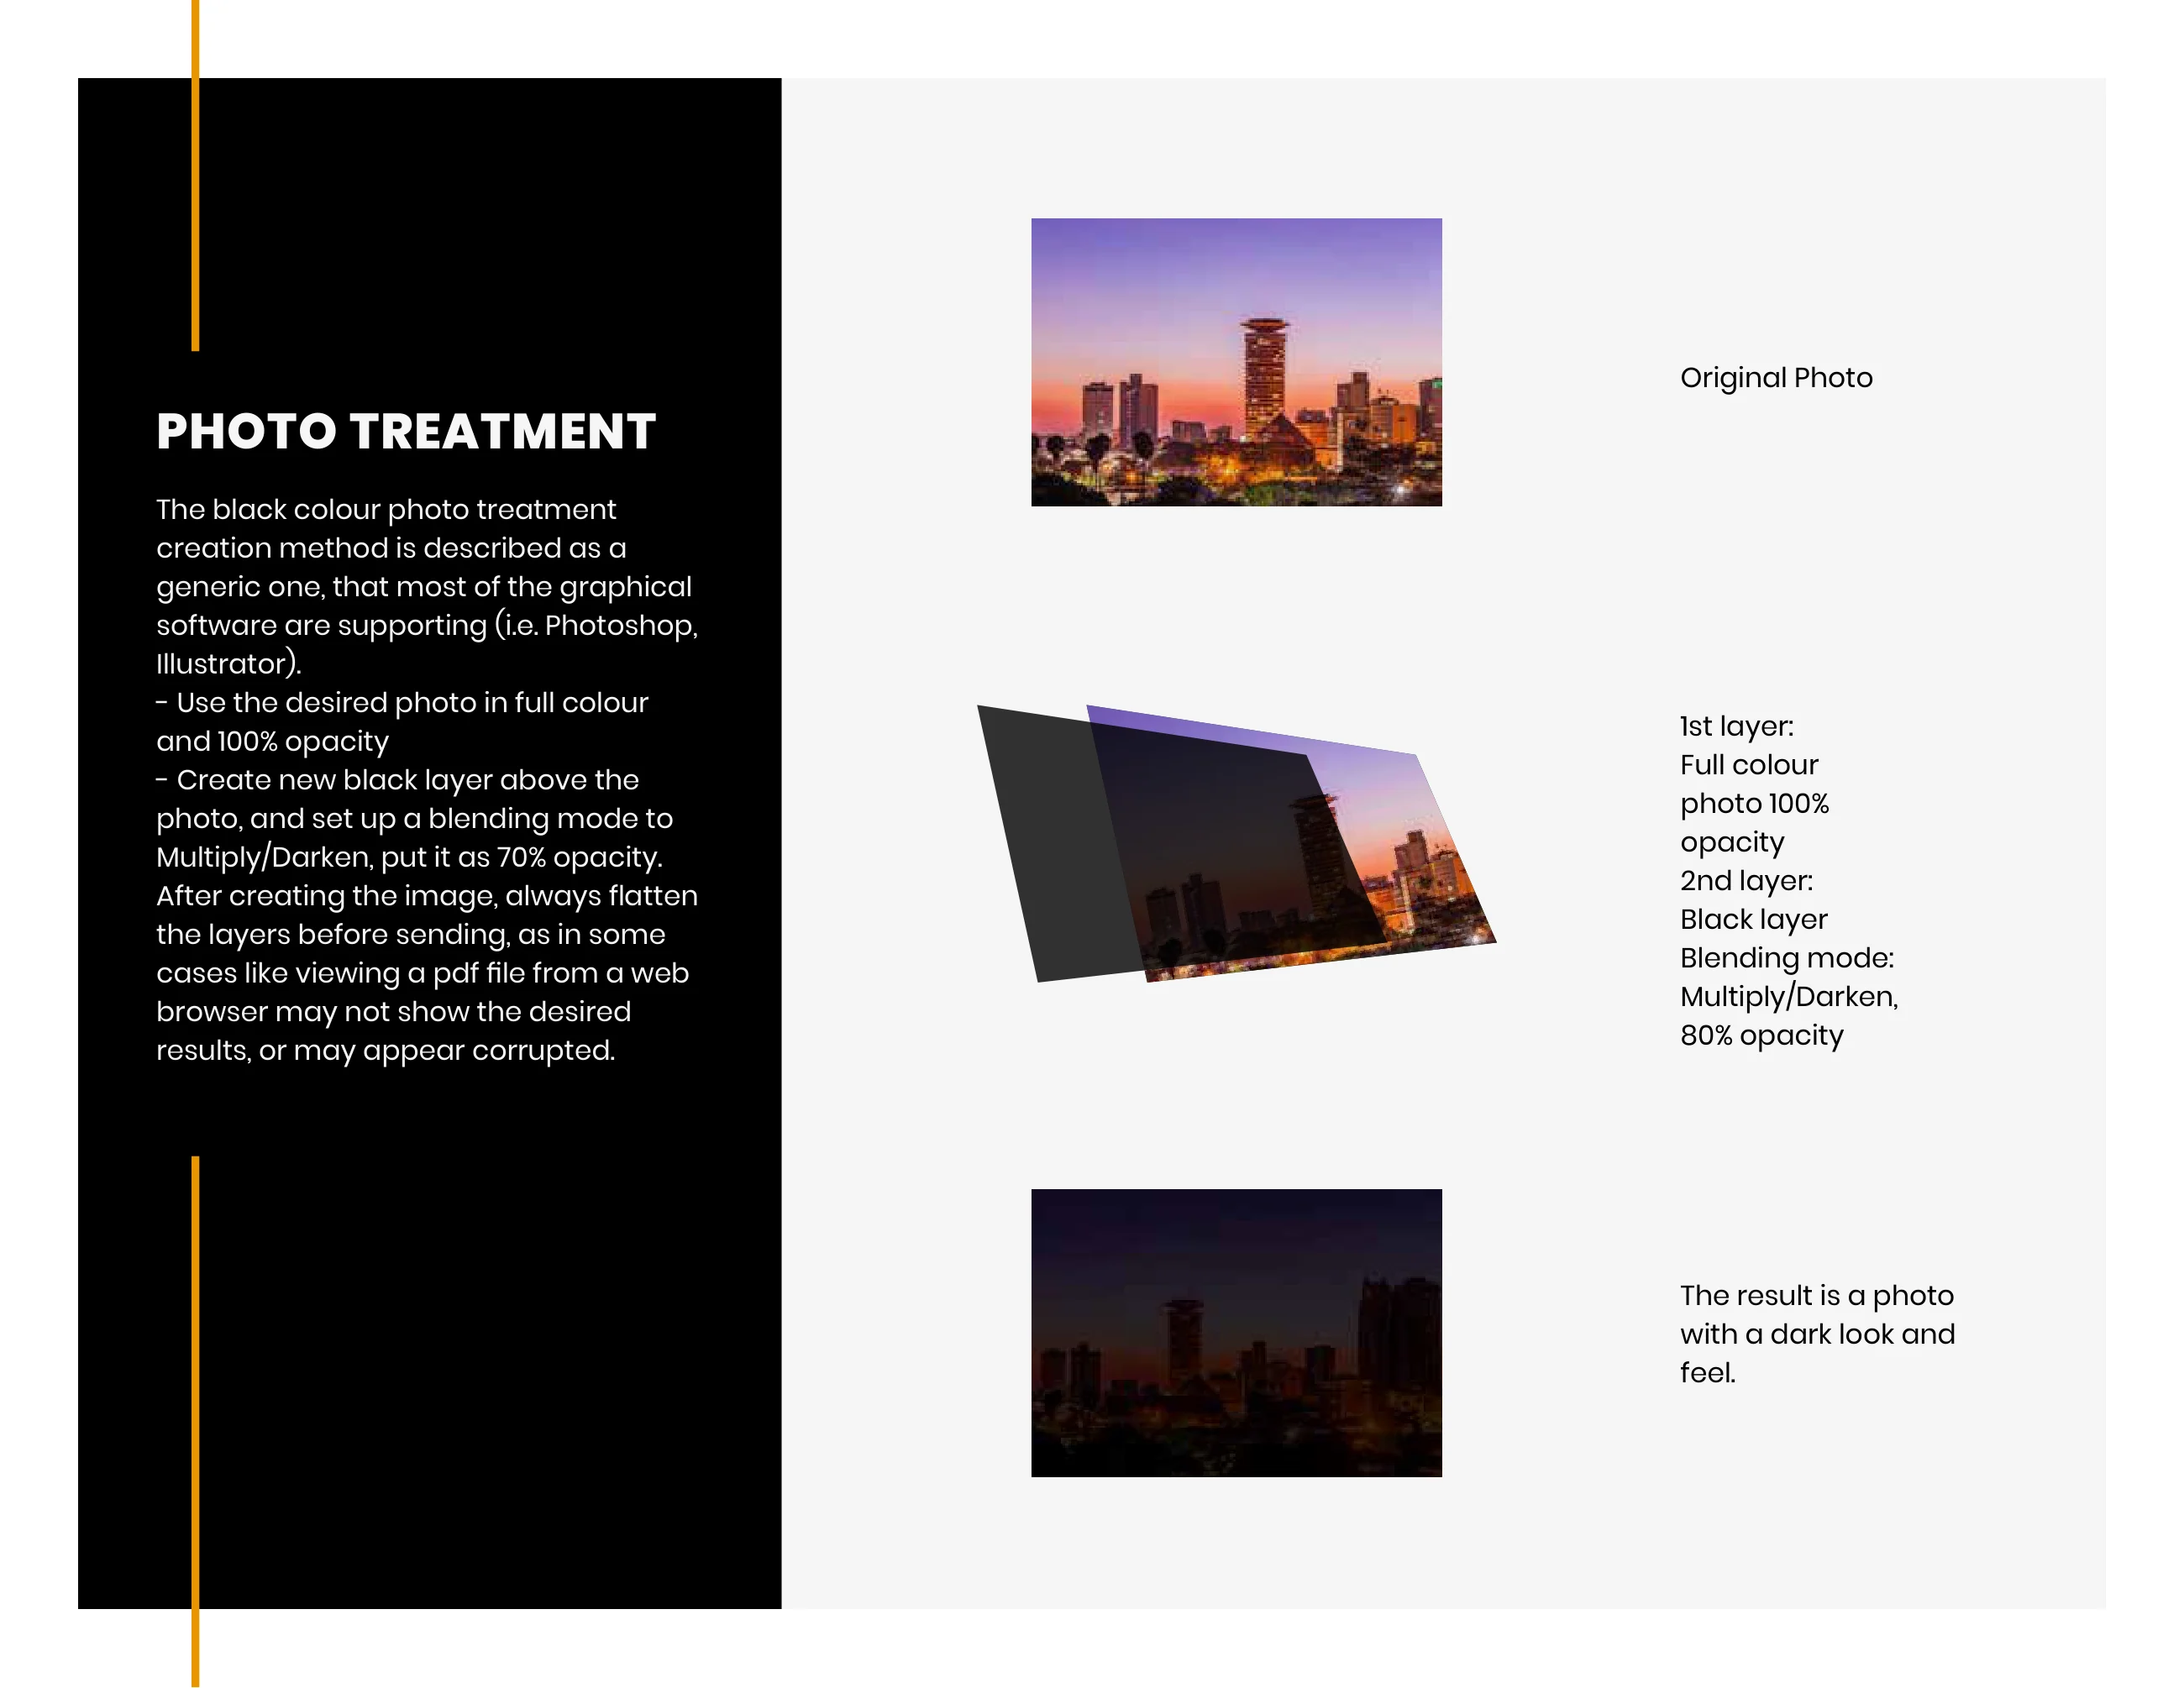 PHOTO TREATMENT
The black colour photo treatment
creation method is described as a
generic one, that most of the graphical
software are supporting (i.e. Photoshop,
Illustrator).
- Use the desired photo in full colour
and 100% opacity
- Create new black layer above the
photo, and set up a blending mode to
Multiply/Darken, put it as 70% opacity.
After creating the image, always flatten
the layers before sending, as in some
cases like viewing a pdf file from a web
browser may not show the desired
results, or may appear corrupted.
Original Photo
1st layer:
Full colour
photo 100%
opacity
2nd layer:
Black layer
Blending mode:
Multiply/Darken,
80% opacity
The result is a photo
with a dark look and
feel.